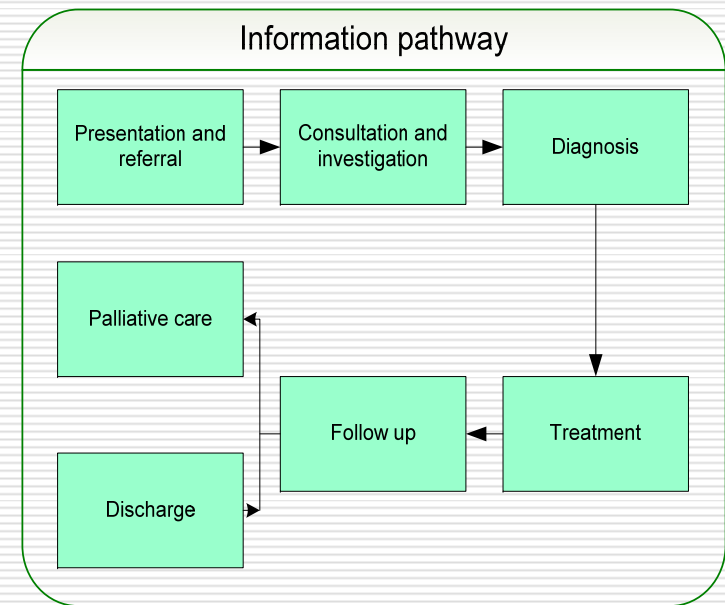 Information pathway
Presentation and
referral
Consultation and
investigation
Diagnosis
Palliative care
Follow up
Treatment
Discharge